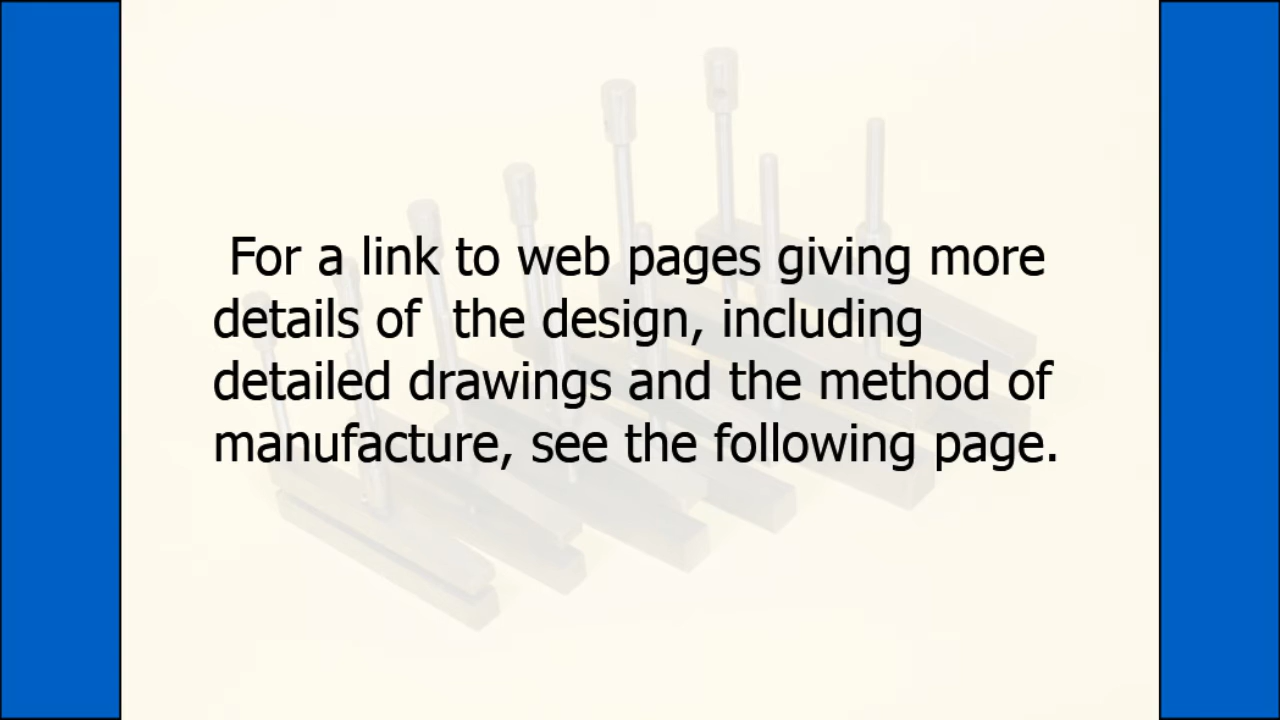 For a link to web pages giving more
details of  the design, including
detailed drawings and the method of
manufacture, see the following page.